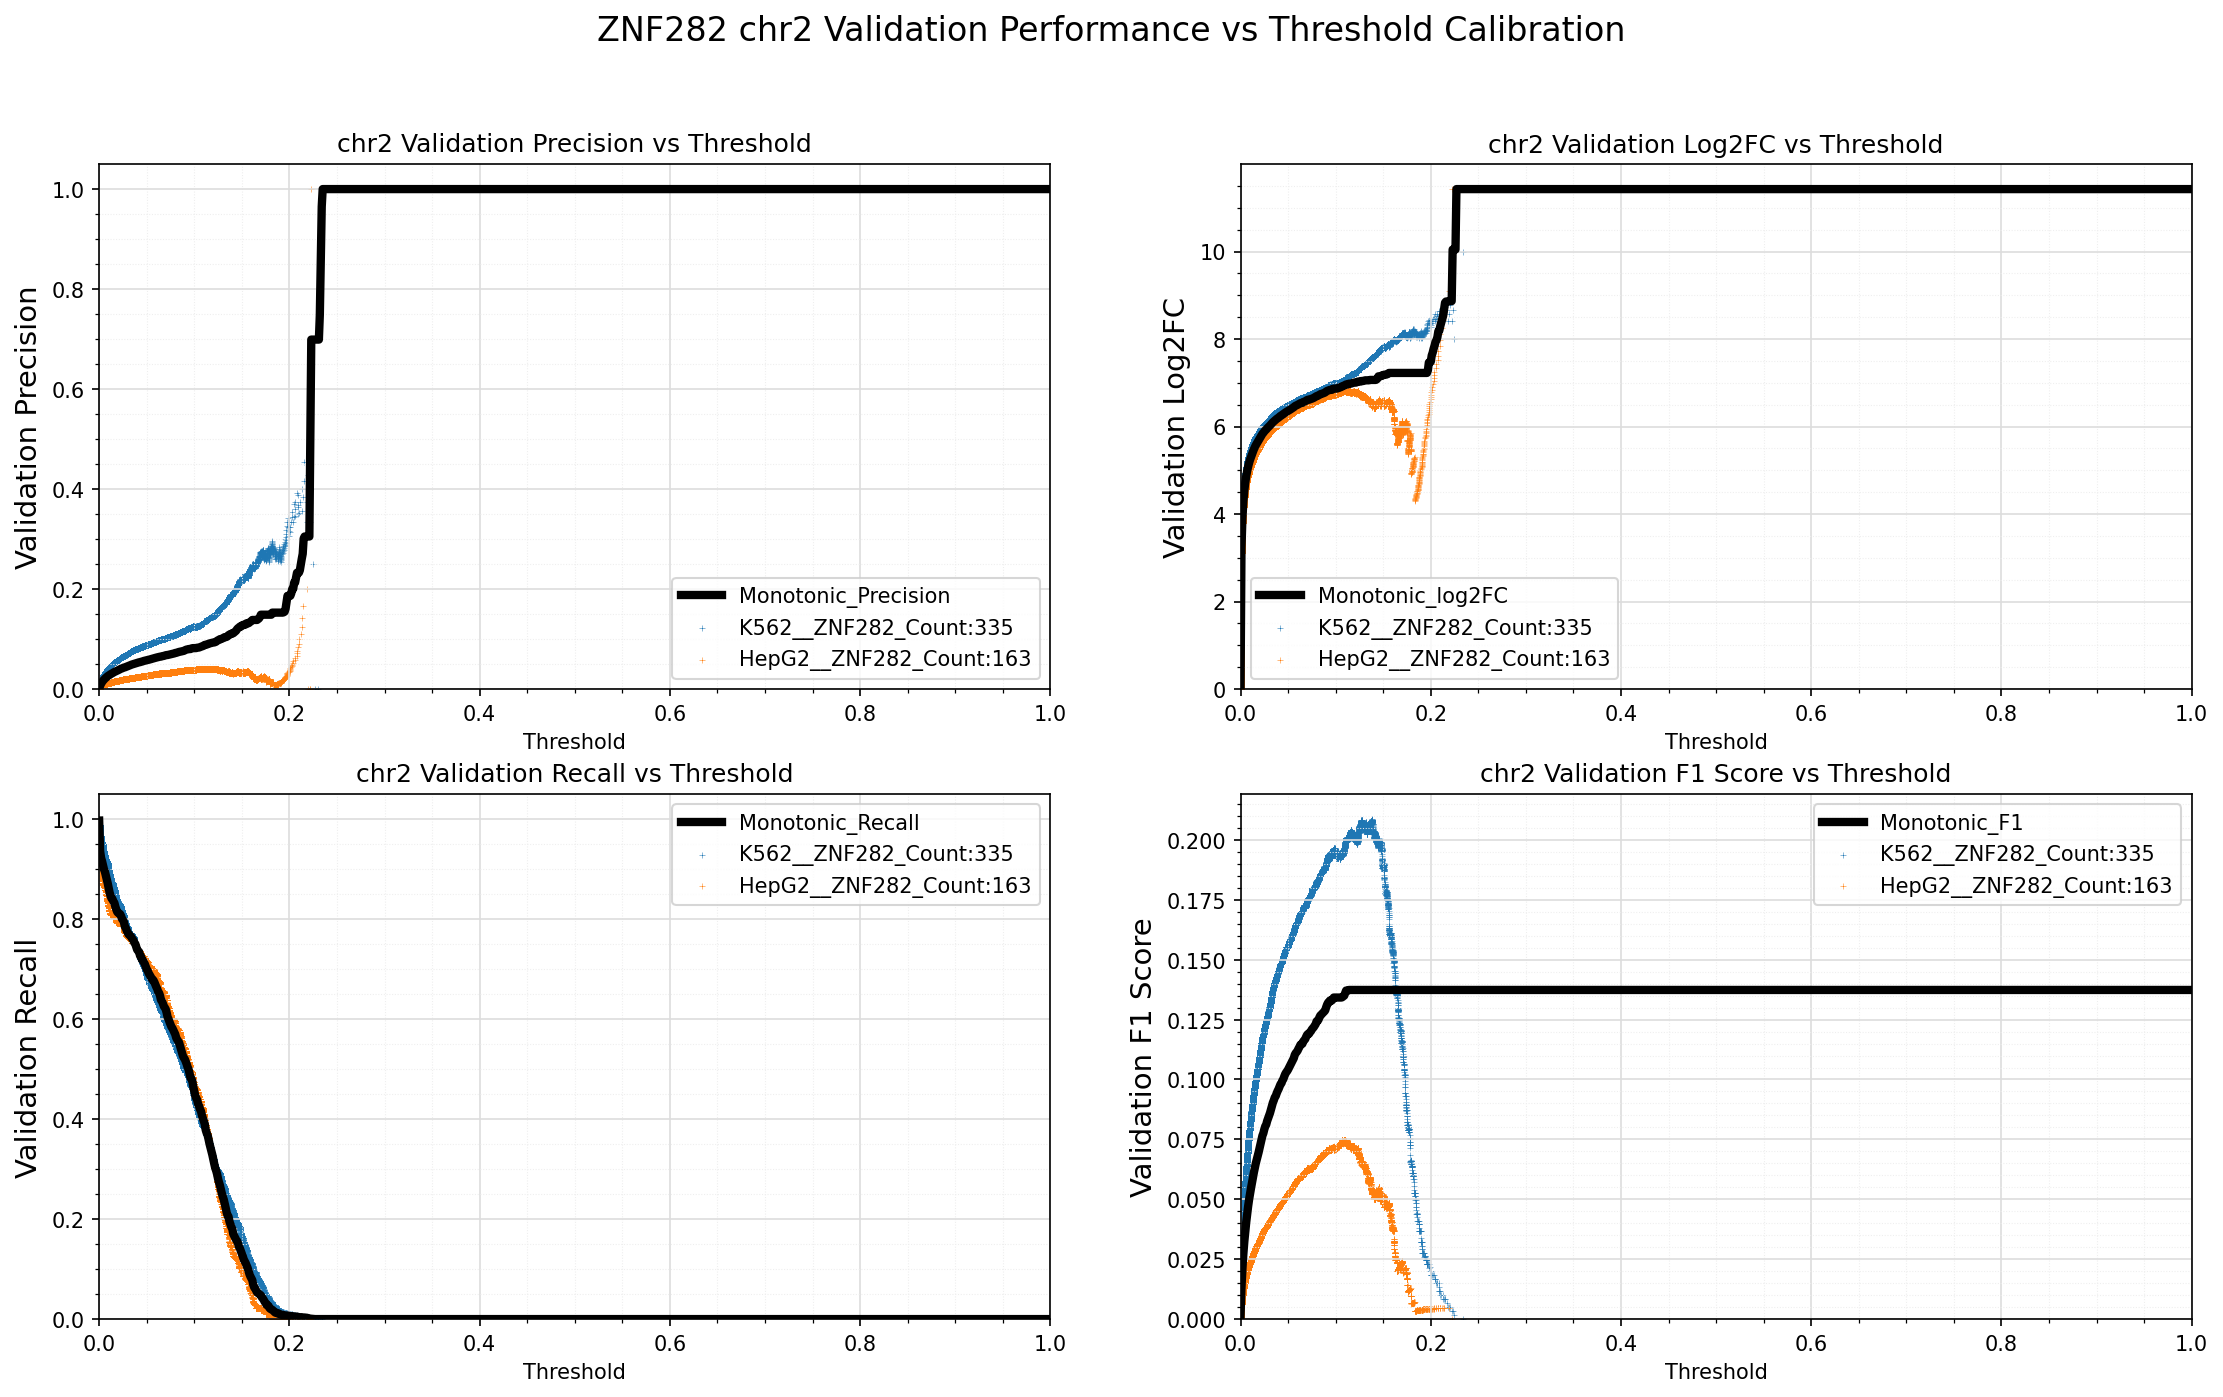 ZNF282 chr2 Validation Performance vs Threshold Calibration
chr2 Validation Precision vs Threshold
Validation Precision
1.0
0.8
0.6
0.4
0.2
0.0
0.0 0.2 0.4 0.6 0.8 1.0
Threshold
Monotonic_Precision
K562__ZNF282_Count:335
HepG2__ZNF282_Count:163
chr2 Validation Log2FC vs Threshold
Validation Log2FC
10
8
6
4
2
0
0.0 0.2 0.4 0.6 0.8 1.0
Threshold
Monotonic_log2FC
K562__ZNF282_Count:335
HepG2__ZNF282_Count:163
chr2 Validation Recall vs Threshold
Validation Recall
1.0
0.8
0.6
0.4
0.2
0.0
0.0 0.2 0.4 0.6 0.8 1.0
Threshold
Monotonic_Recall
K562__ZNF282_Count:335
HepG2__ZNF282_Count:163
chr2 Validation F1 Score vs Threshold
Validation F1 Score
0.200
0.175
0.150
0.125
0.100
0.075
0.050
0.025
0.000
0.0 0.2 0.4 0.6 0.8 1.0
Threshold
Monotonic_F1
K562__ZNF282_Count:335
HepG2__ZNF282_Count:163